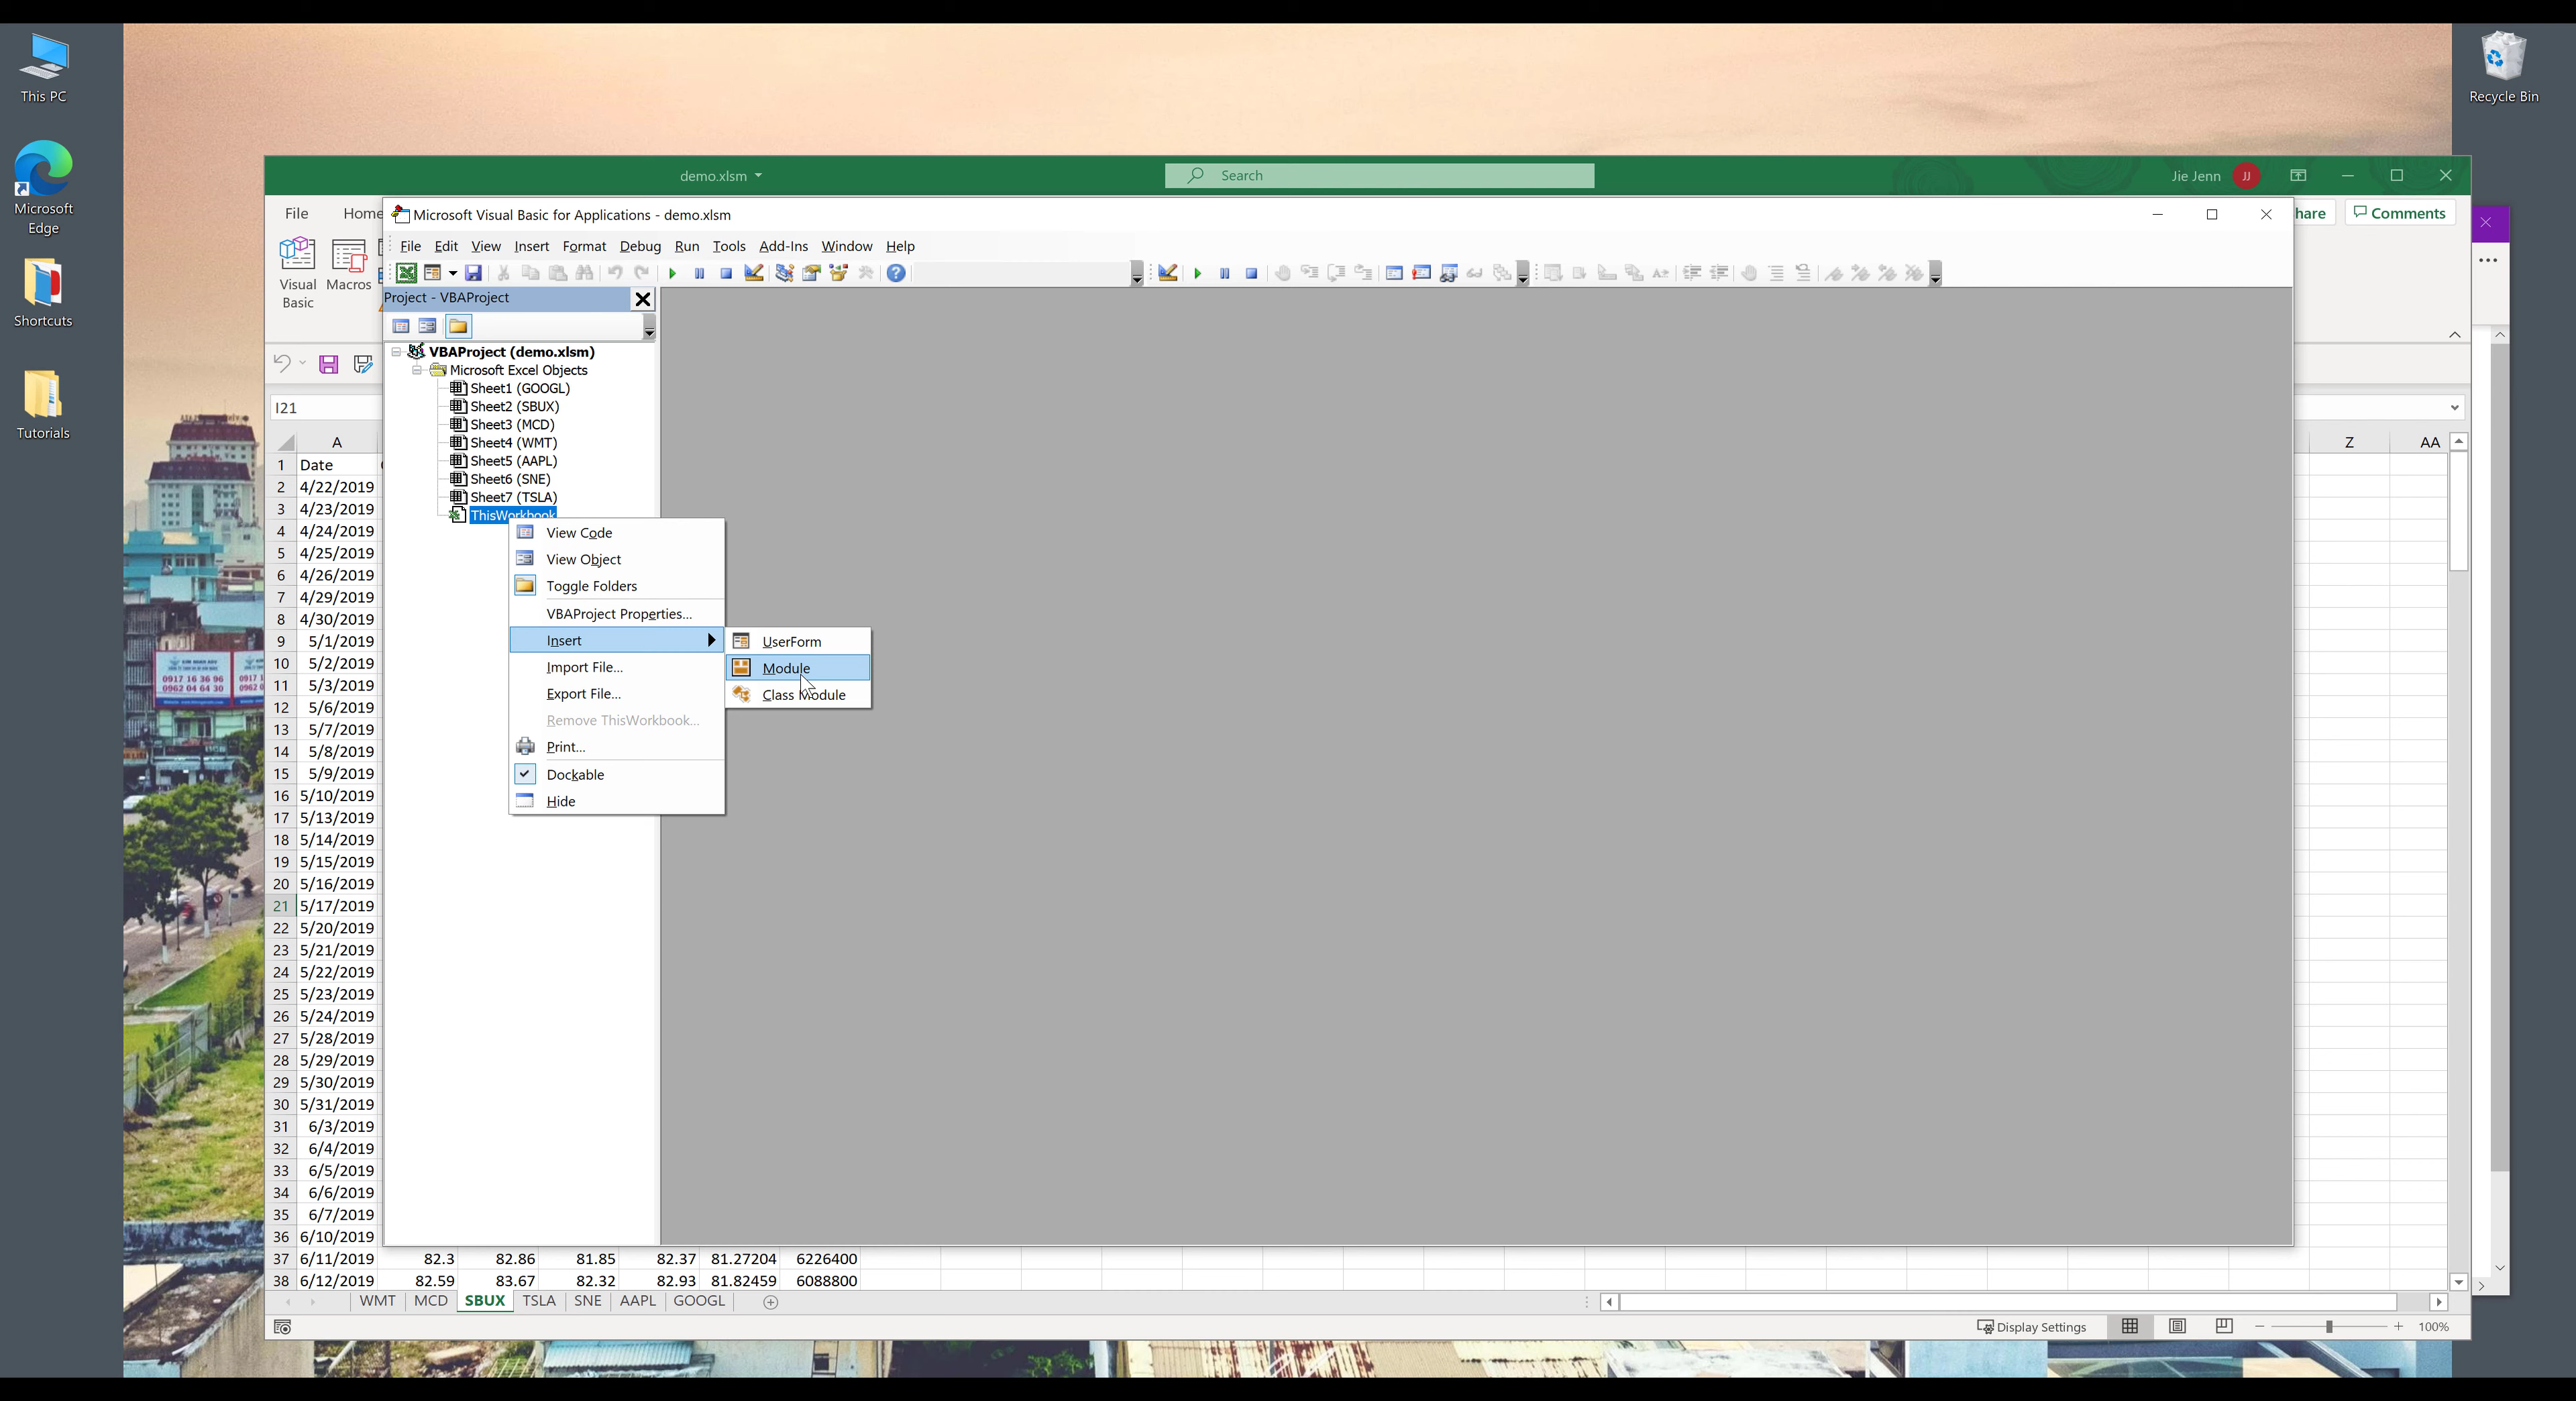 This PC
Recycle Bin
Microsoft
Edge
Shortcuts
Tutorials
demo.xlsm
Search
Jie Jenn
JJ
File Home
hare
Comments
Visual
Basic
Macros
I21
Microsoft Visual Basic for Applications - demo.xlsm
File Edit View Insert Format Debug Run Tools Add-Ins Window Help
Project - VBAProject
VBAProject (demo.xlsm)
Microsoft Excel Objects
Sheet1 (GOOGL)
Sheet2 (SBUX)
Sheet3 (MCD)
Sheet4 (WMT)
Sheet5 (AAPL)
Sheet6 (SNE)
Sheet7 (TSLA)
ThisWorkbook
View Code
View Object
Toggle Folders
VBAProject Properties...
Insert
Import File...
Export File...
Remove ThisWorkbook...
Print...
Dockable
Hide
UserForm
Module
Class Module
A Z AA
1 Date
2 4/22/2019
3 4/23/2019
4 4/24/2019
5 4/25/2019
6 4/26/2019
7 4/29/2019
8 4/30/2019
9 5/1/2019
10 5/2/2019
11 5/3/2019
12 5/6/2019
13 5/7/2019
14 5/8/2019
15 5/9/2019
16 5/10/2019
17 5/13/2019
18 5/14/2019
19 5/15/2019
20 5/16/2019
21 5/17/2019
22 5/20/2019
23 5/21/2019
24 5/22/2019
25 5/23/2019
26 5/24/2019
27 5/28/2019
28 5/29/2019
29 5/30/2019
30 5/31/2019
31 6/3/2019
32 6/4/2019
33 6/5/2019
34 6/6/2019
35 6/7/2019
36 6/10/2019
37 6/11/2019 82.3 82.86 81.85 82.37 81.27204 6226400
38 6/12/2019 82.59 83.67 82.32 82.93 81.82459 6088800
WMT MCD SBUX TSLA SNE AAPL GOOGL
Display Settings
100%
0917 16 36 96
0962 04 64 30
0917 1
0962 0